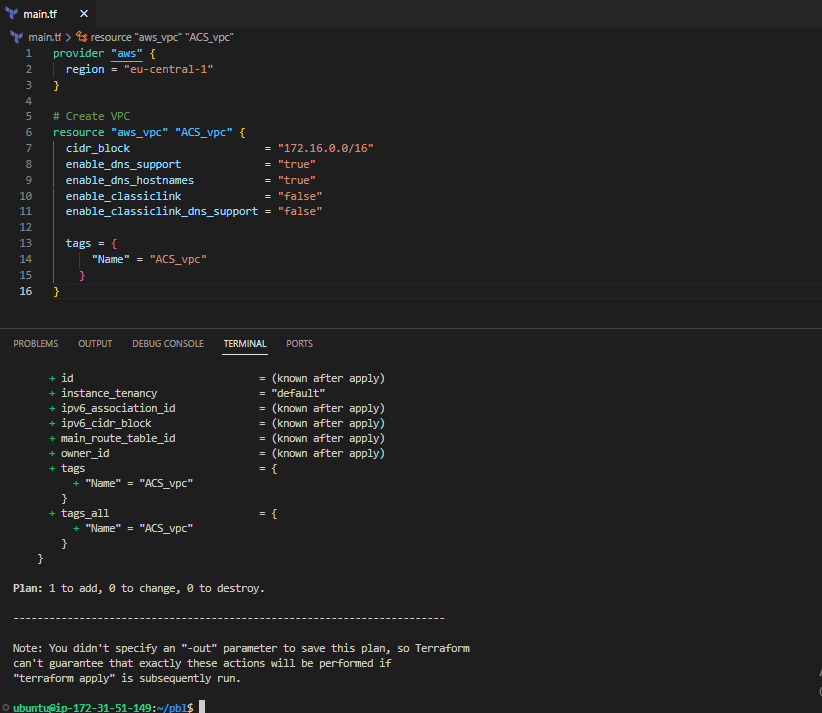 main.tf ×
main.tf > resource "aws_vpc" "ACS_vpc"
1 provider "aws" {
2 region = "eu-central-1"
3 }
4
5 # Create VPC
6 resource "aws_vpc" "ACS_vpc" {
7 cidr_block = "172.16.0.0/16"
8 enable_dns_support = "true"
9 enable_dns_hostnames = "true"
10 enable_classiclink = "false"
11 enable_classiclink_dns_support = "false"
12
13 tags = {
14 "Name" = "ACS_vpc"
15 }
16 }
PROBLEMS OUTPUT DEBUG CONSOLE TERMINAL PORTS
+ id = (known after apply)
+ instance_tenancy = "default"
+ ipv6_association_id = (known after apply)
+ ipv6_cidr_block = (known after apply)
+ main_route_table_id = (known after apply)
+ owner_id = (known after apply)
+ tags = {
+ "Name" = "ACS_vpc"
}
+ tags_all = {
+ "Name" = "ACS_vpc"
}
}
Plan: 1 to add, 0 to change, 0 to destroy.
------------------------------------------------------------------------
Note: You didn't specify an "-out" parameter to save this plan, so Terraform
can't guarantee that exactly these actions will be performed if
"terraform apply" is subsequently run.
ubuntu@ip-172-31-51-149:~/pbl$